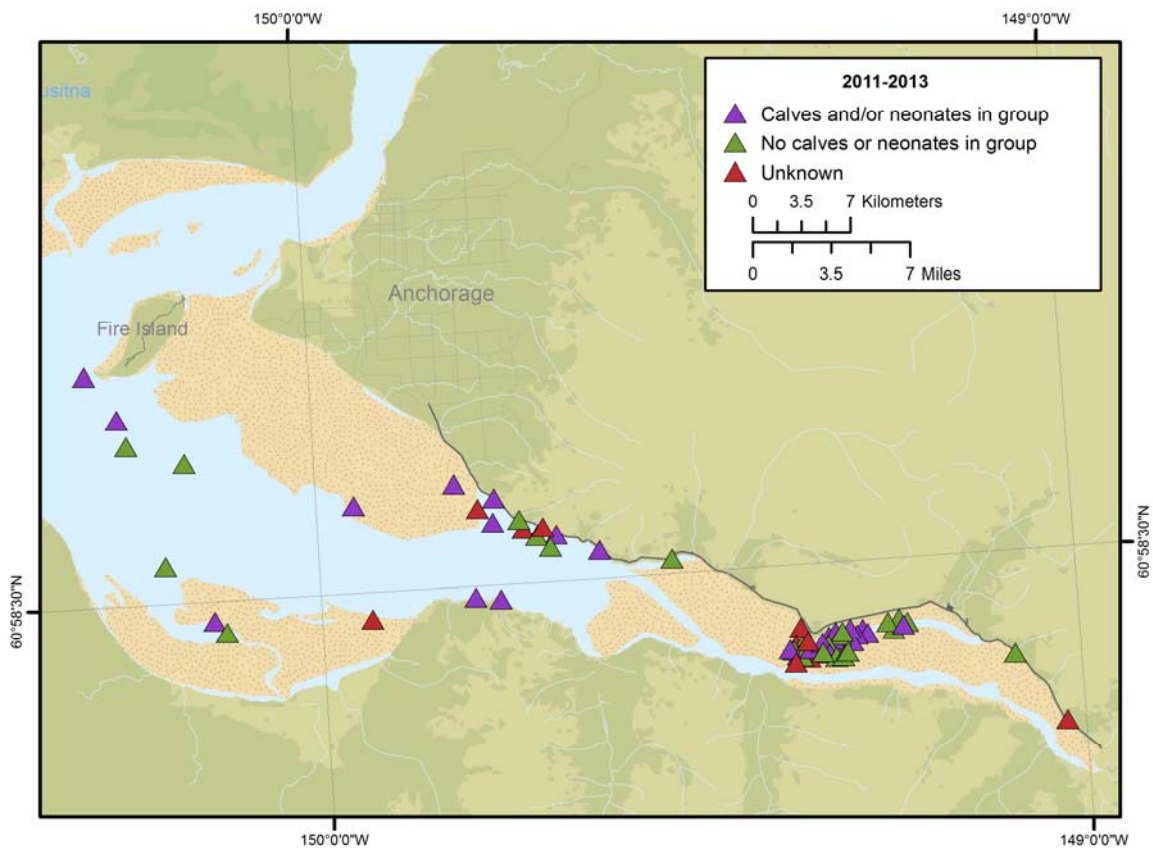 150°0'0"W
149°0'0"W
2011-2013
Calves and/or neonates in group
No calves or neonates in group
Unknown
0 3.5 7 Kilometers
0 3.5 7 Miles
usitna
Anchorage
Fire Island
60°58'30"N
60°58'30"N
150°0'0"W
149°0'0"W